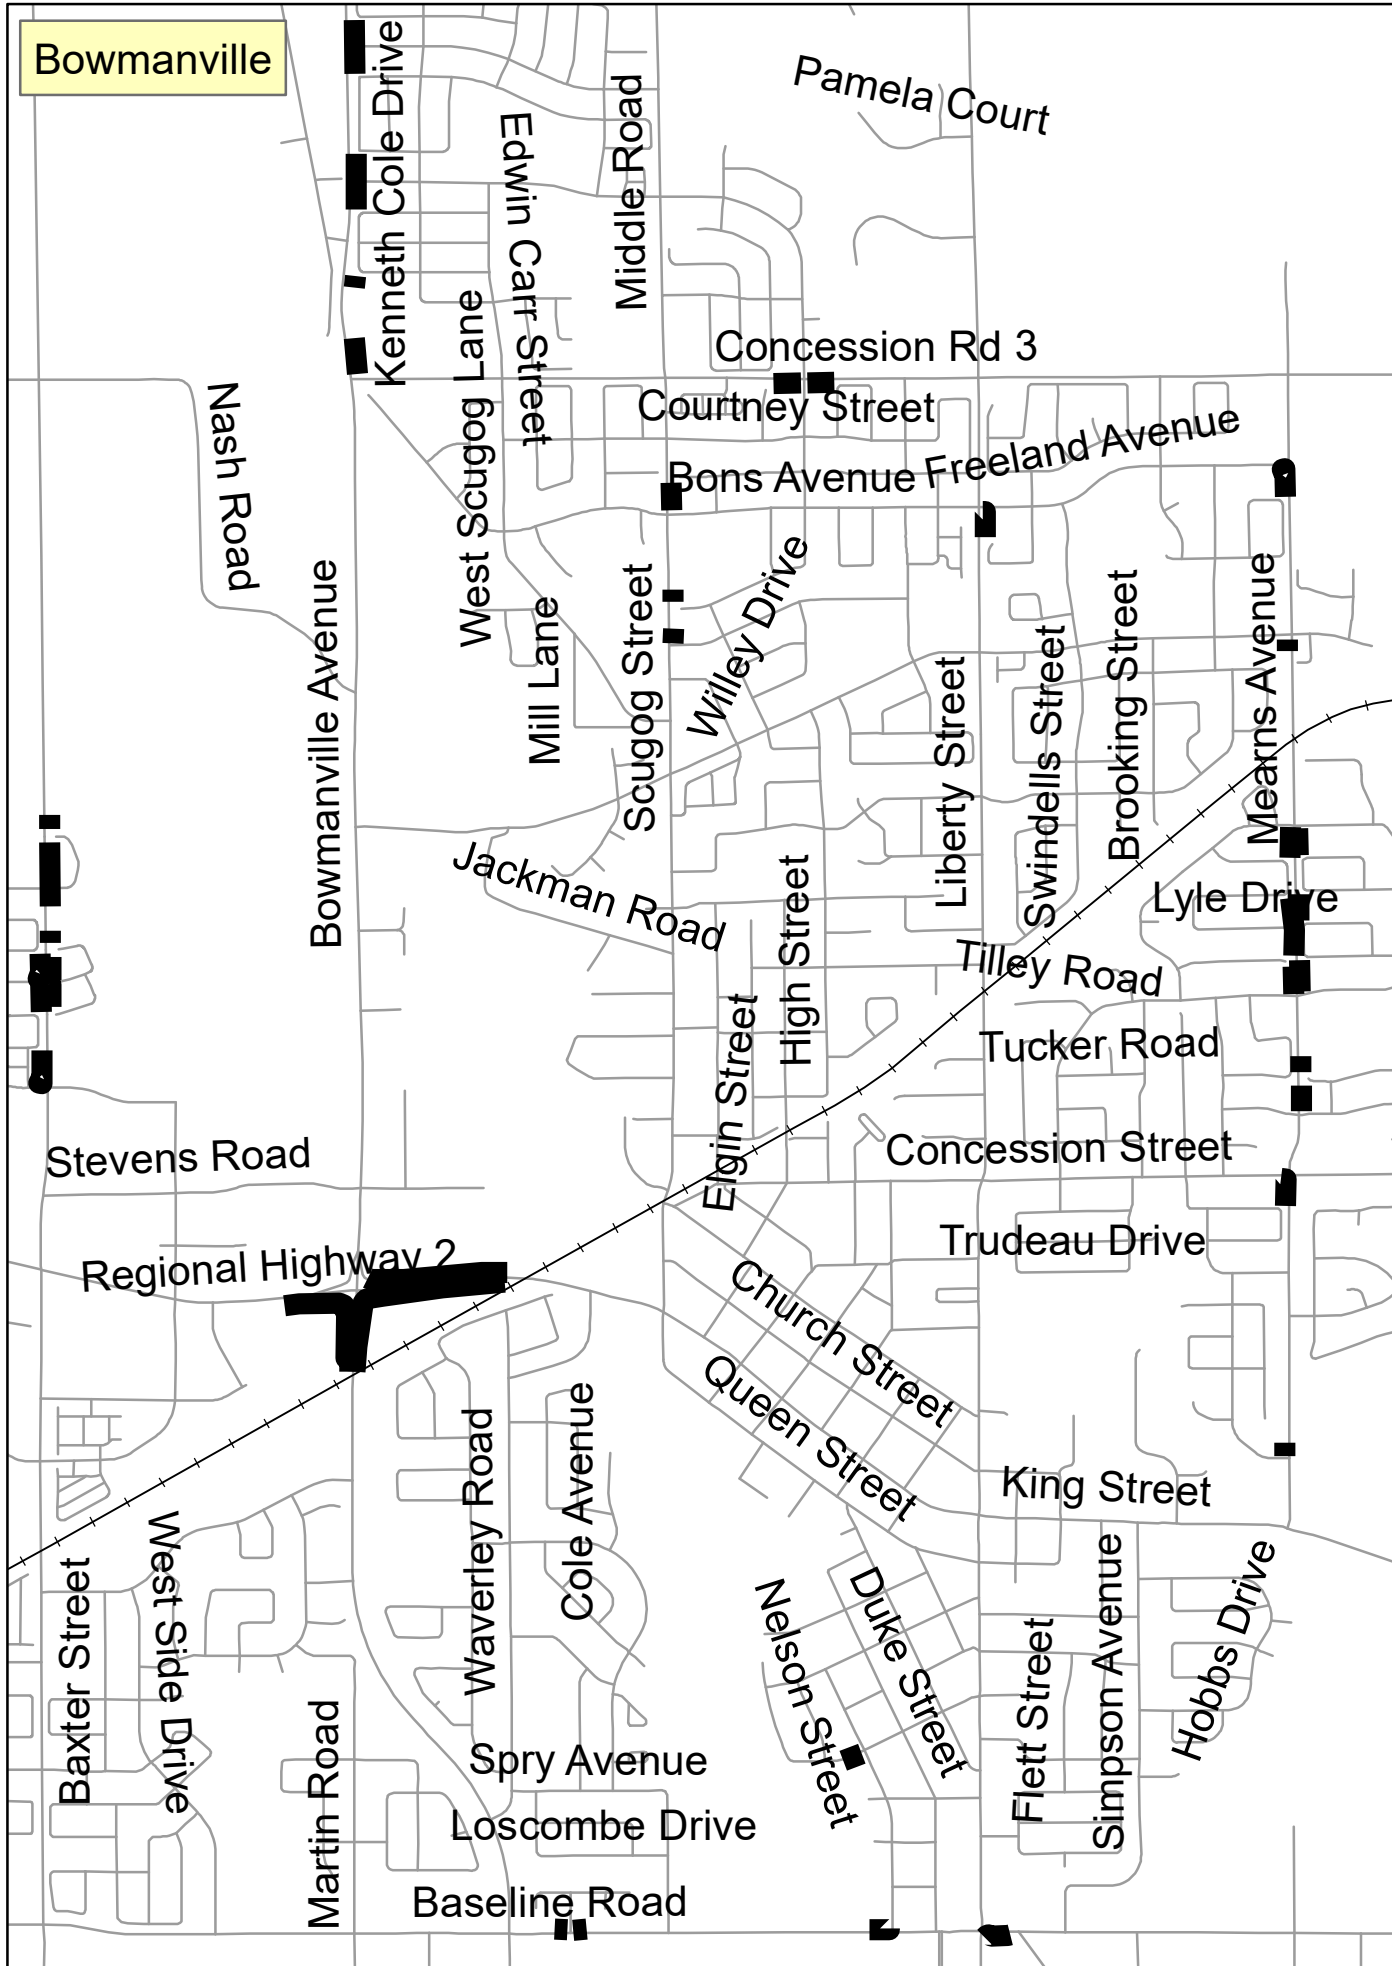 Bowmanville
Kenneth Cole Drive
Edwin Carr Street
Middle Road
Pamela Court
West Scugog Lane
Concession Rd 3
Courtney Street
Nash Road
Bons Avenue
Freeland Avenue
Bowmanville Avenue
Mill Lane
Scugog Street
Willey Drive
Liberty Street
Swindells Street
Brooking Street
Mearns Avenue
Jackman Road
High Street
Lyle Drive
Tilley Road
Elgin Street
Tucker Road
Stevens Road
Concession Street
Regional Highway 2
Trudeau Drive
Church Street
Queen Street
Waverley Road
Cole Avenue
King Street
Baxter Street
West Side Drive
Nelson Street
Duke Street
Flett Street
Simpson Avenue
Hobbs Drive
Martin Road
Spry Avenue
Loscombe Drive
Baseline Road